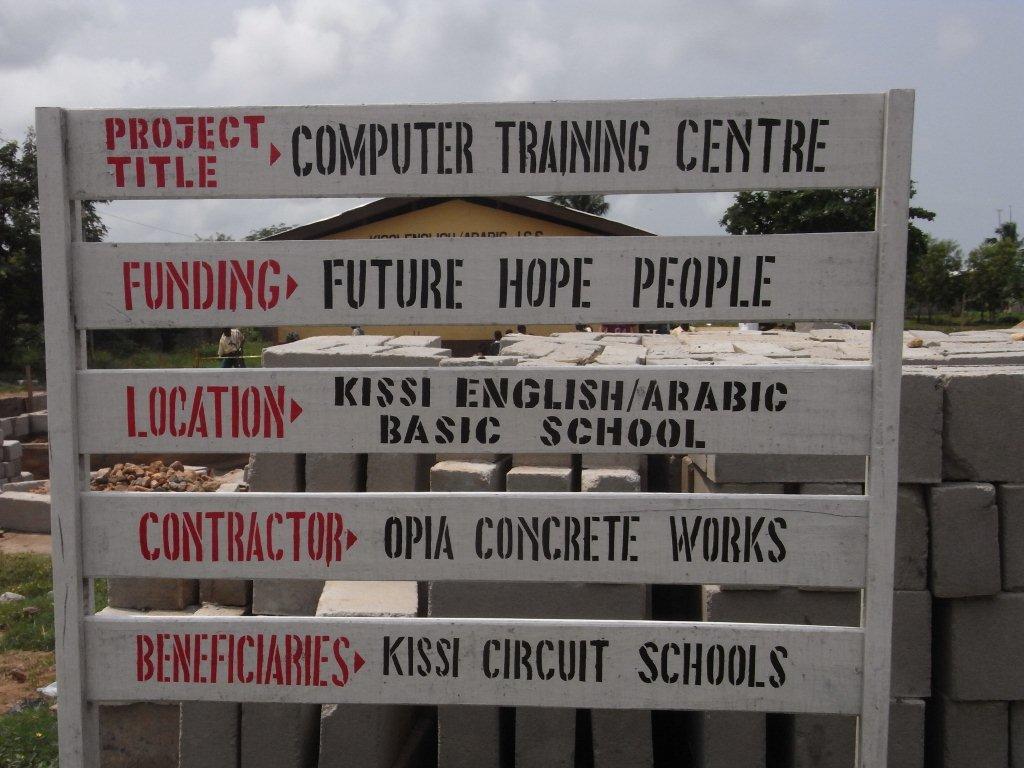 PROJECT TITLE COMPUTER TRAINING CENTRE
KISSI ENGLISH/ARABIC J.S.S
FUNDING FUTURE HOPE PEOPLE
LOCATION KISSI ENGLISH/ARABIC
BASIC SCHOOL
CONTRACTOR OPIA CONCRETE WORKS
BENEFICIARIES KISSI CIRCUIT SCHOOLS